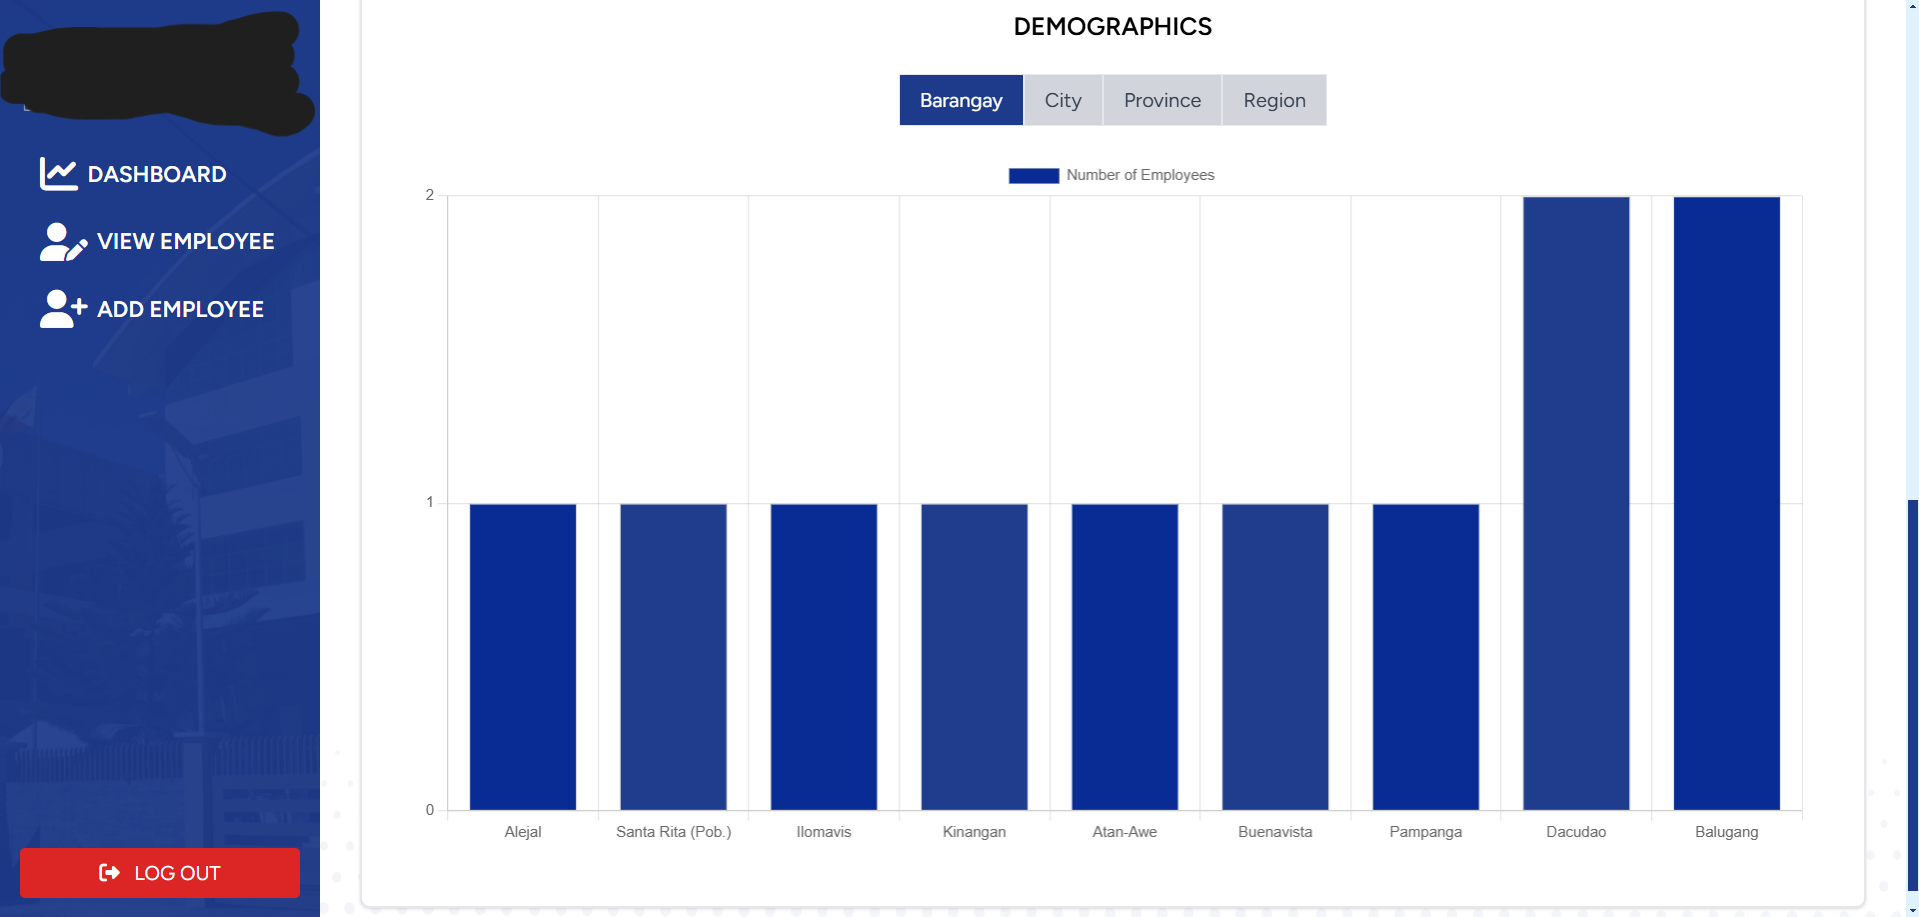 DASHBOARD
VIEW EMPLOYEE
ADD EMPLOYEE
LOG OUT
DEMOGRAPHICS
Barangay City Province Region
Number of Employees
2
1
0
Alejal Santa Rita (Pob.) Ilomavis Kinangan Atan-Awe Buenavista Pampanga Dacudao Balugang